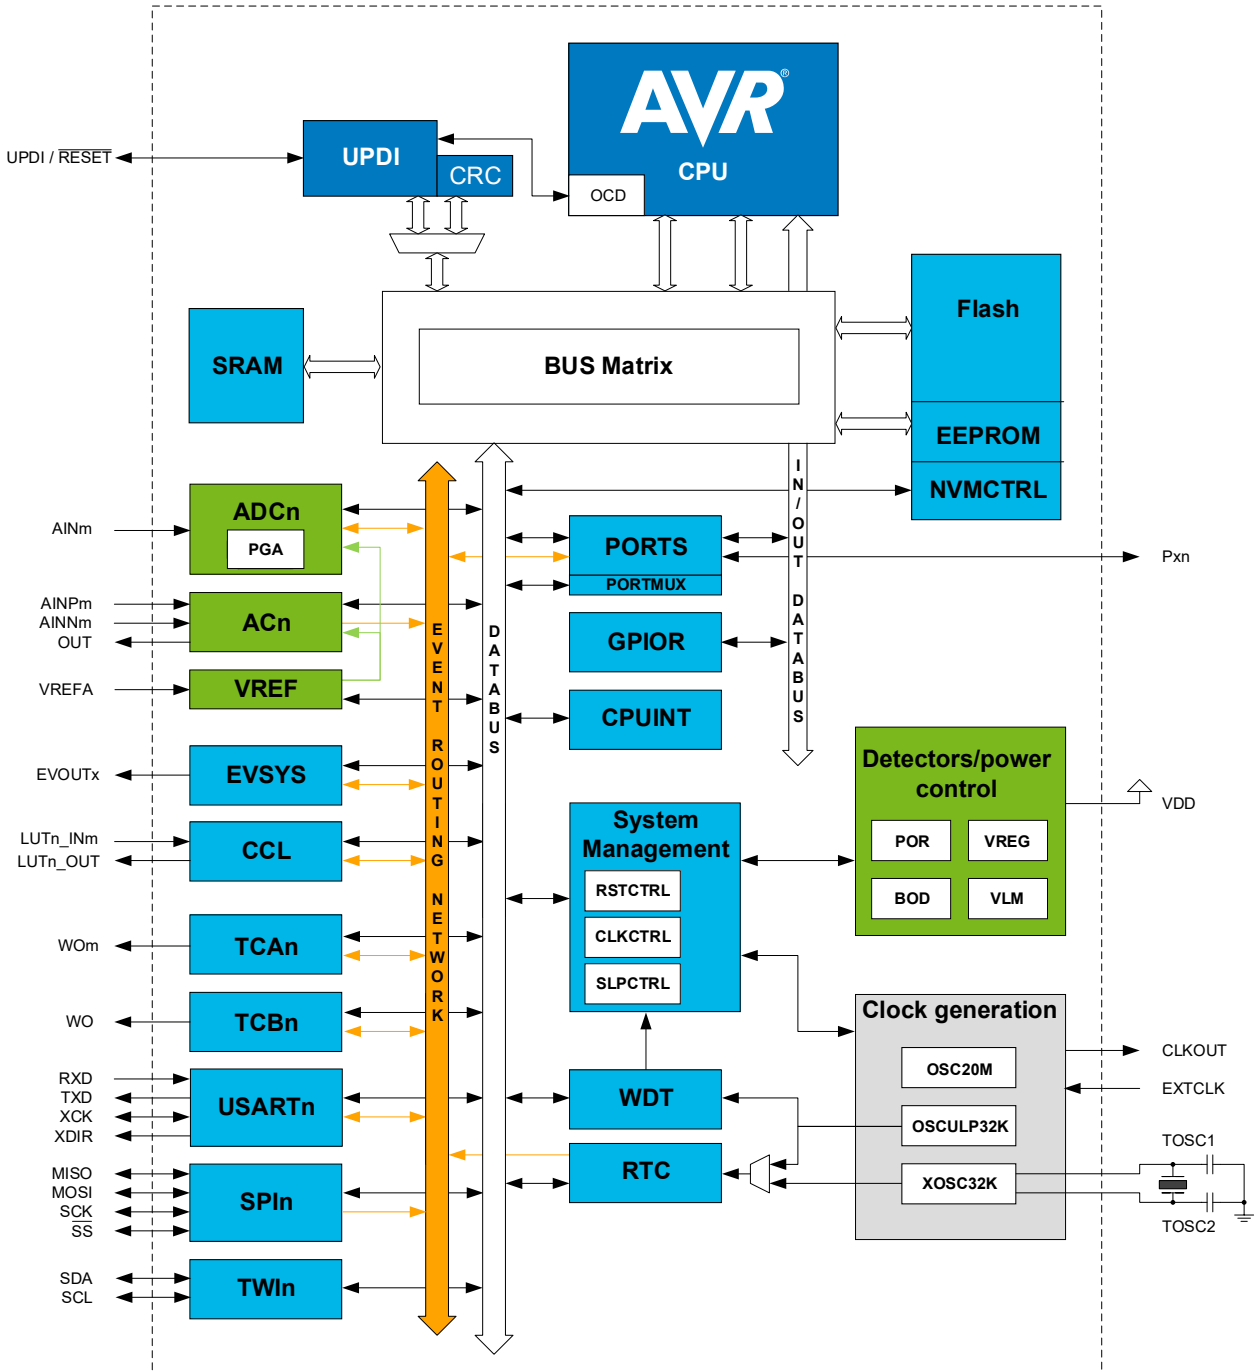 AVR®
CPU
OCD
UPDI
CRC
UPDI / RESET
Flash
EEPROM
NVMCTRL
SRAM
BUS Matrix
ADCn
PGA
AINm
ACn
AINPm
AINNm
OUT
VREF
VREFA
EVENT ROUTING NETWORK
DATABUS
IN/OUT DATABUS
PORTS
PORTMUX
Pxn
GPIOR
CPUINT
EVSYS
EVOUTx
CCL
LUTn_INm
LUTn_OUT
TCAn
WOm
TCBn
WO
USARTn
RXD
TXD
XCK
XDIR
SPIn
MISO
MOSI
SCK
SS
TWIn
SDA
SCL
System
Management
RSTCTRL
CLKCTRL
SLPCTRL
WDT
RTC
Detectors/power
control
POR
VREG
BOD
VLM
VDD
Clock generation
OSC20M
OSCULP32K
XOSC32K
CLKOUT
EXTCLK
TOSC1
TOSC2